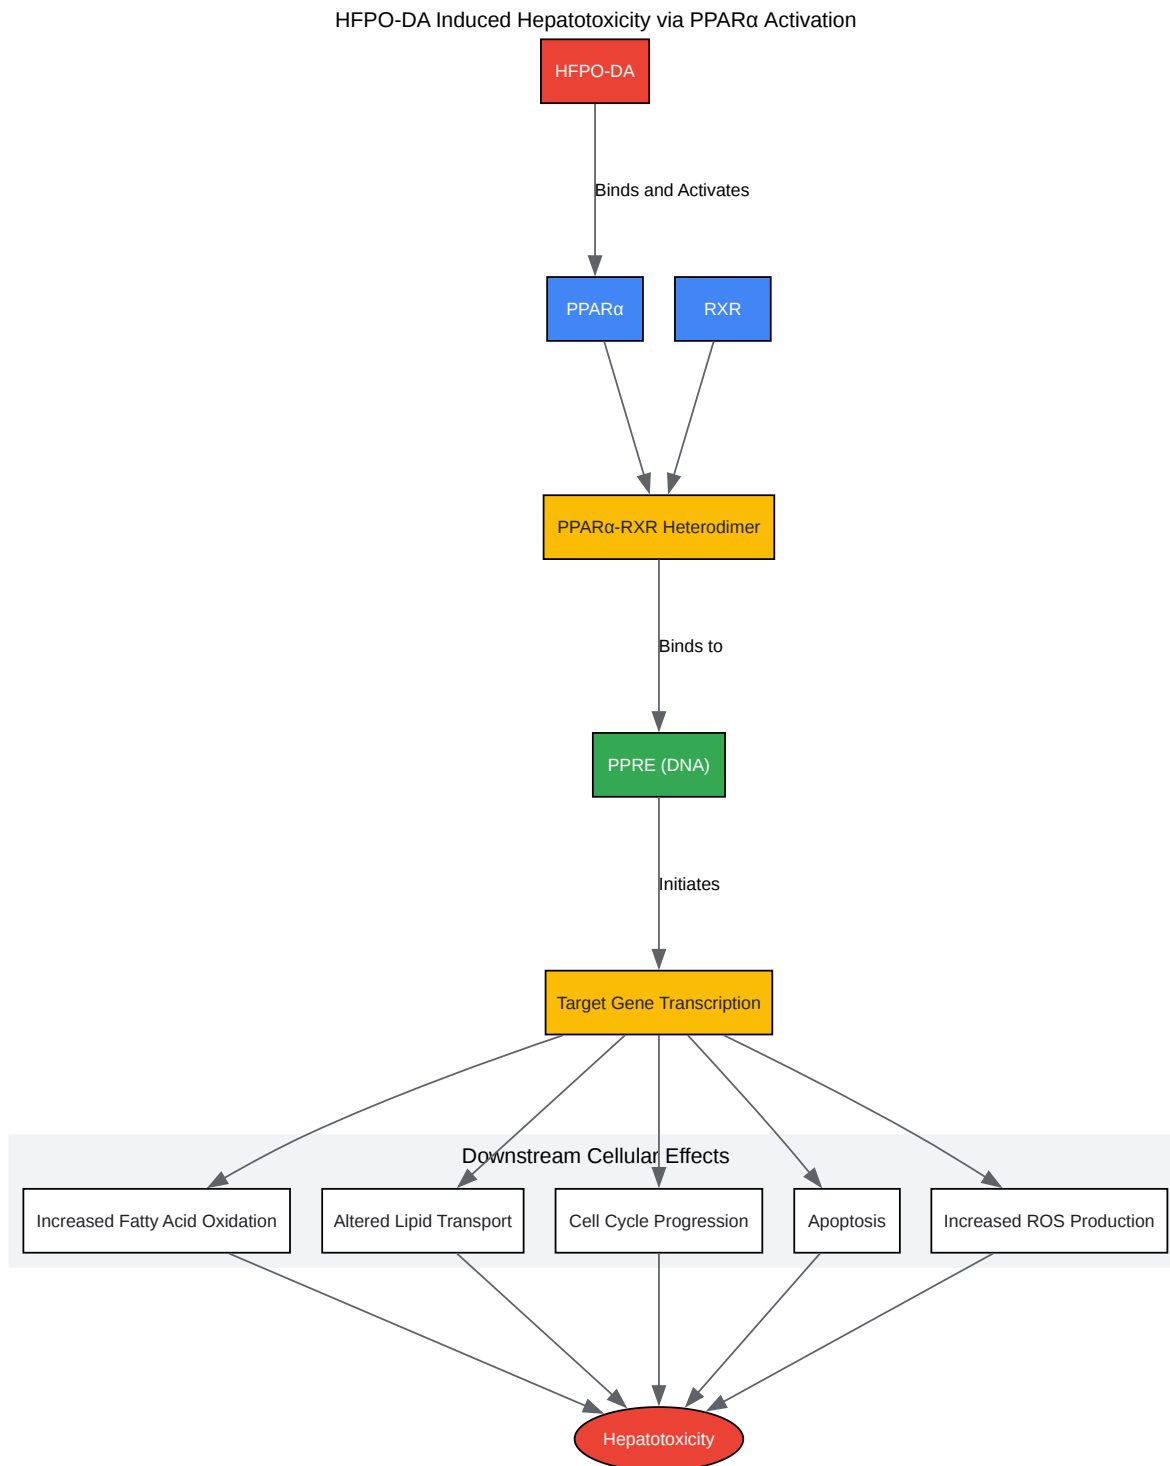 HFPO-DA Induced Hepatotoxicity via PPARα Activation
HFPO-DA
Binds and Activates
PPARα
RXR
PPARα-RXR Heterodimer
Binds to
PPRE (DNA)
Initiates
Target Gene Transcription
Downstream Cellular Effects
Increased Fatty Acid Oxidation
Altered Lipid Transport
Cell Cycle Progression
Apoptosis
Increased ROS Production
Hepatotoxicity